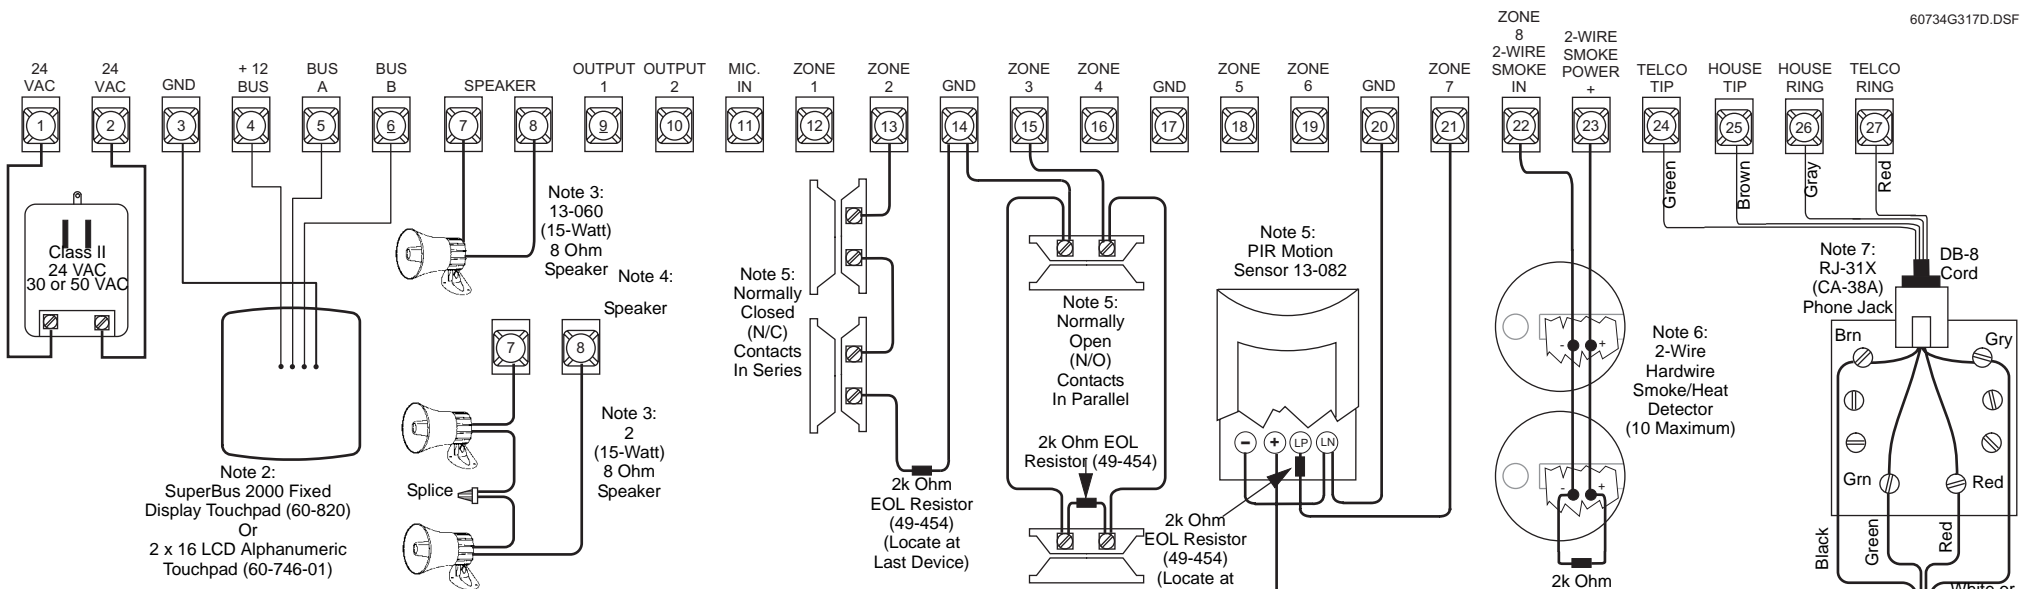 60734G317D.DSF
24
VAC
24
VAC
GND
+ 12
BUS
BUS
A
BUS
B
SPEAKER
OUTPUT
1
OUTPUT
2
MIC.
IN
ZONE
1
ZONE
2
GND
ZONE
3
ZONE
4
GND
ZONE
5
ZONE
6
GND
ZONE
7
ZONE
8
2-WIRE
SMOKE
IN
2-WIRE
SMOKE
POWER
+
TELCO
TIP
HOUSE
TIP
HOUSE
RING
TELCO
RING
1
2
3
4
5
6
7
8
9
10
11
12
13
14
15
16
17
18
19
20
21
22
23
24
25
26
27
Green
Brown
Gray
Red
Class II
24 VAC
30 or 50 VAC
Note 2:
SuperBus 2000 Fixed
Display Touchpad (60-820)
Or
2 x 16 LCD Alphanumeric
Touchpad (60-746-01)
Note 3:
13-060
(15-Watt)
8 Ohm
Speaker
Note 4:
Speaker
7
8
Splice
Note 3:
2
(15-Watt)
8 Ohm
Speaker
Note 5:
Normally
Closed
(N/C)
Contacts
In Series
2k Ohm
EOL Resistor
(49-454)
(Locate at
Last Device)
Note 5:
Normally
Open
(N/O)
Contacts
In Parallel
2k Ohm EOL
Resistor (49-454)
Note 5:
PIR Motion
Sensor 13-082
-
+
LP
LN
2k Ohm
EOL Resistor
(49-454)
(Locate at
- +
- +
Note 6:
2-Wire
Hardwire
Smoke/Heat
Detector
(10 Maximum)
2k Ohm
Note 7:
RJ-31X
(CA-38A)
Phone Jack
DB-8
Cord
Brn
Gry
Grn
Red
Black
Green
Red
White or